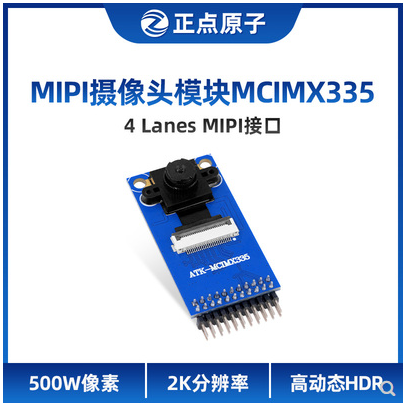 正点原子
MIPI摄像头模块MCIMX335
4 Lanes MIPI接口
ATK-MCIMX335
500W像素
2K分辨率
高动态HDR